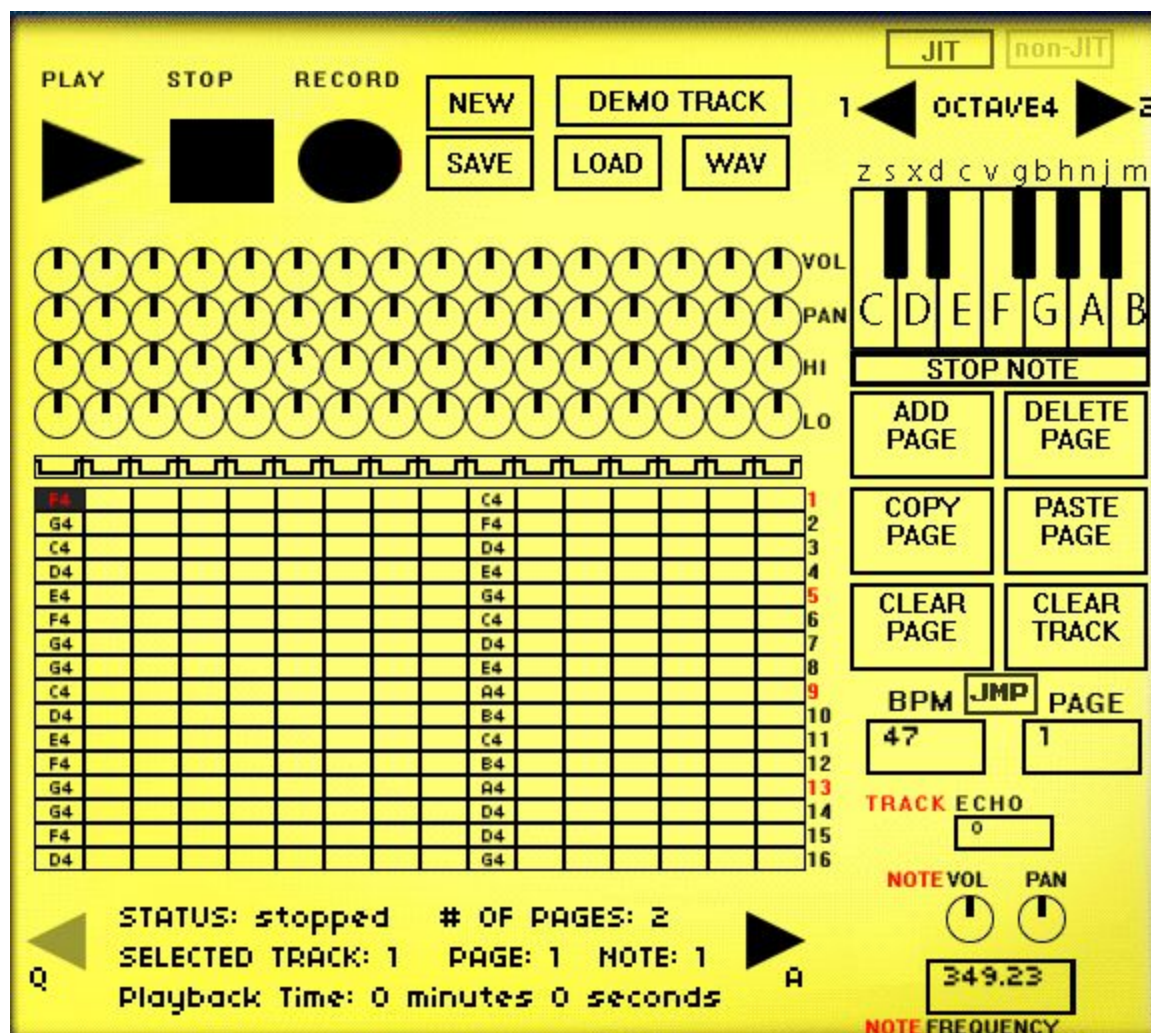 JIT non-JIT
PLAY STOP RECORD
NEW DEMO TRACK
1 OCTAVE4 2
SAVE LOAD WAV
z s x d c v g b h n j m
C D E F G A B
VOL
PAN
HI
LO
STOP NOTE
ADD PAGE
DELETE PAGE
COPY PAGE
PASTE PAGE
CLEAR PAGE
CLEAR TRACK
F4 C4 1
G4 F4 2
C4 D4 3
D4 E4 4
E4 G4 5
F4 C4 6
G4 D4 7
G4 E4 8
C4 A4 9
D4 B4 10
E4 C4 11
F4 B4 12
G4 A4 13
G4 D4 14
F4 D4 15
D4 G4 16
BPM JMP PAGE
47 1
TRACK ECHO
0
NOTE VOL PAN
349.23
NOTE FREQUENCY
STATUS: stopped # OF PAGES: 2
SELECTED TRACK: 1 PAGE: 1 NOTE: 1
Q A
Playback Time: 0 minutes 0 seconds